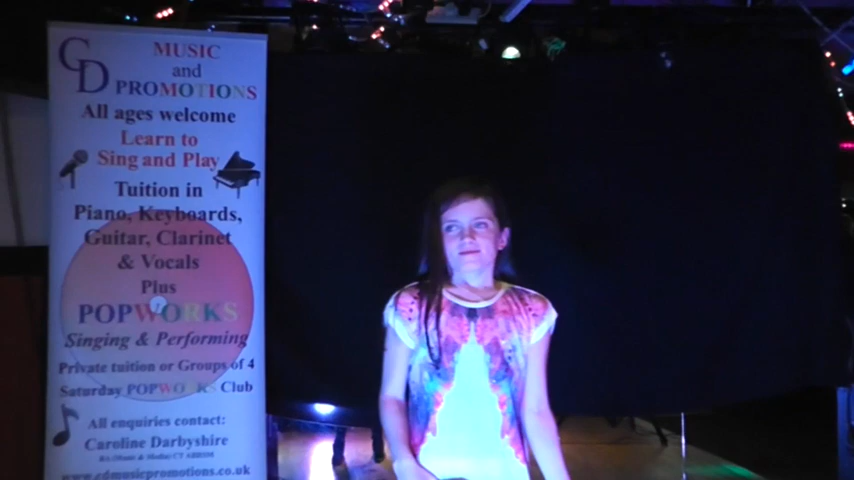 CD MUSIC
and
PROMOTIONS
All ages welcome
Learn to
Sing and Play
Tuition in
Piano, Keyboards,
Guitar, Clarinet
& Vocals
Plus
POPWORKS
Singing & Performing
Private tuition or Groups of 4
Saturday POPWORKS Club
All enquiries contact:
Caroline Darbyshire
www.cdmusicpromotions.co.uk